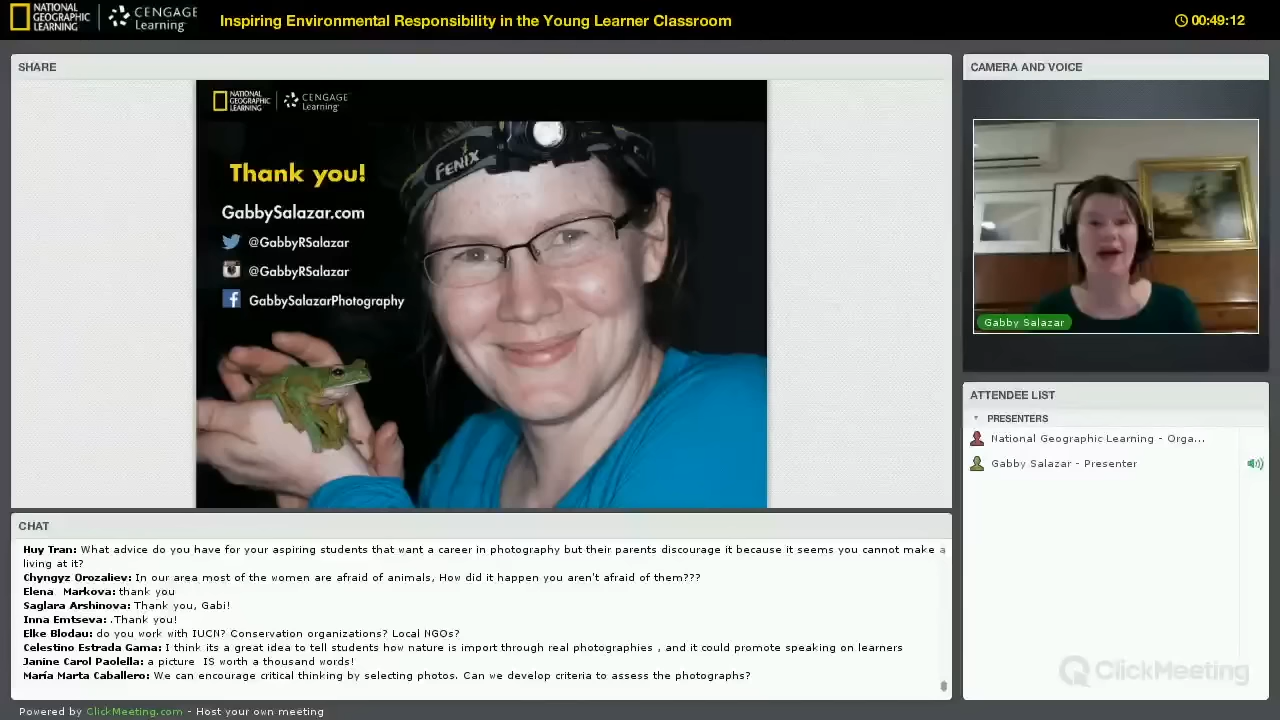 NATIONAL
GEOGRAPHIC
LEARNING
CENGAGE
Learning
Inspiring Environmental Responsibility in the Young Learner Classroom
00:49:12
SHARE
NATIONAL
GEOGRAPHIC
LEARNING
CENGAGE
Learning
FENIX
Thank you!
GabbySalazar.com
@GabbyRSalazar
@GabbyRSalazar
GabbySalazarPhotography
CAMERA AND VOICE
Gabby Salazar
ATTENDEE LIST
PRESENTERS
National Geographic Learning - Orga...
Gabby Salazar - Presenter
CHAT
Huy Tran: What advice do you have for your aspiring students that want a career in photography but their parents discourage it because it seems you cannot make a
living at it?
Chyngyz Orozaliev: In our area most of the women are afraid of animals, How did it happen you aren't afraid of them???
Elena Markova: thank you
Saglara Arshinova: Thank you, Gabi!
Inna Emtseva: .Thank you!
Elke Blodau: do you work with IUCN? Conservation organizations? Local NGOs?
Celestino Estrada Gama: I think its a great idea to tell students how nature is import through real photographies , and it could promote speaking on learners
Janine Carol Paolella: a picture IS worth a thousand words!
María Marta Caballero: We can encourage critical thinking by selecting photos. Can we develop criteria to assess the photographs?
ClickMeeting
Powered by ClickMeeting.com - Host your own meeting